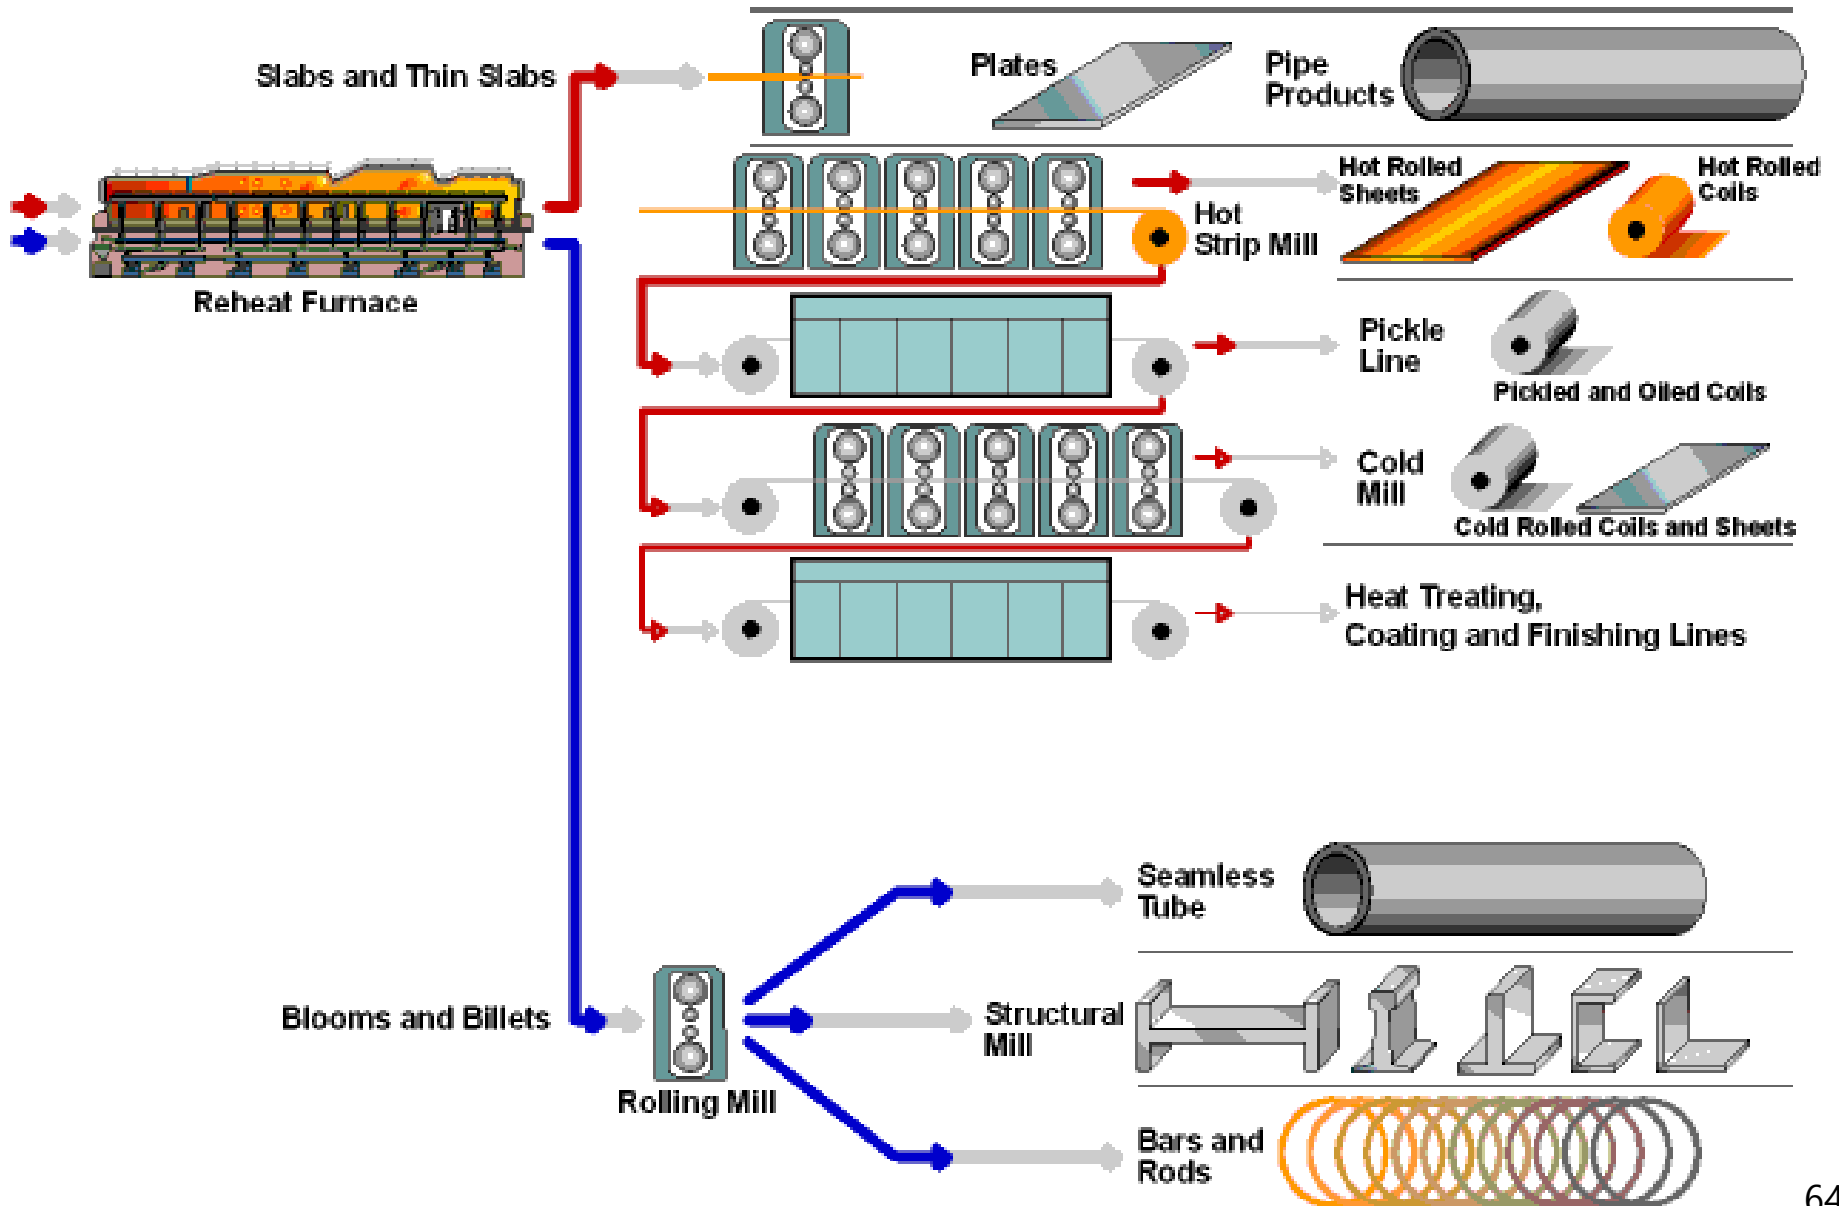 Slabs and Thin Slabs
Plates
Pipe
Products
Reheat Furnace
Hot
Strip Mill
Hot Rolled
Sheets
Hot Rolled
Coils
Pickle
Line
Pickled and Oiled Coils
Cold
Mill
Cold Rolled Coils and Sheets
Heat Treating,
Coating and Finishing Lines
Blooms and Billets
Rolling Mill
Seamless
Tube
Structural
Mill
Bars and
Rods
64